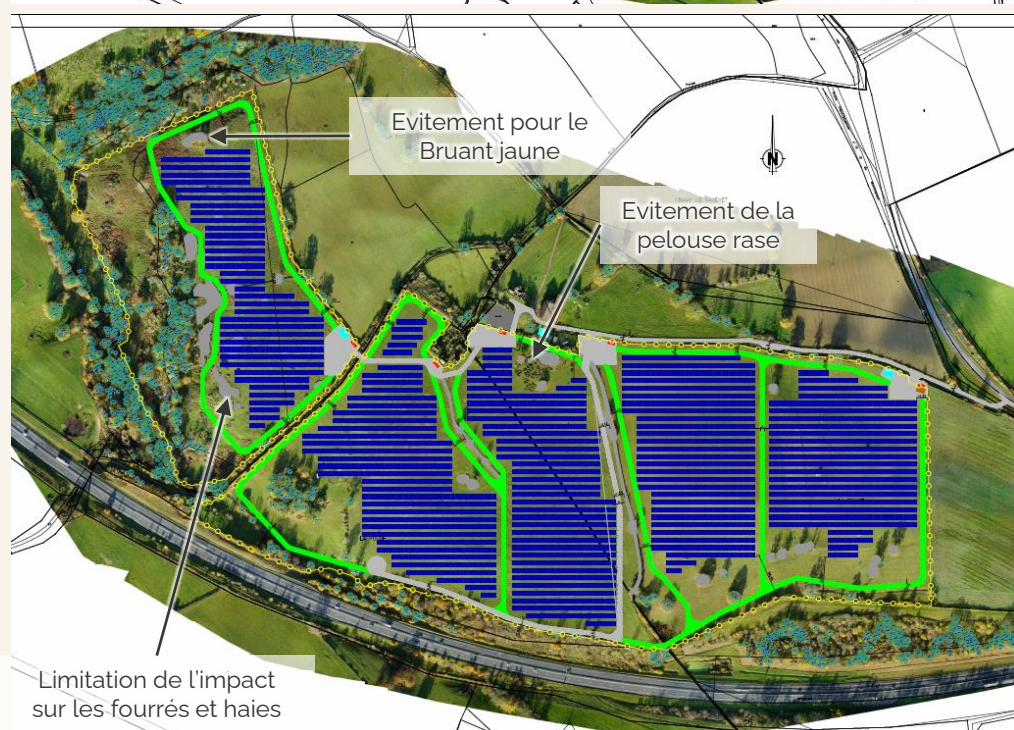 Evitement pour le
Bruant jaune
N
Evitement de la
pelouse rase
Limitation de l'impact
sur les fourrés et haies